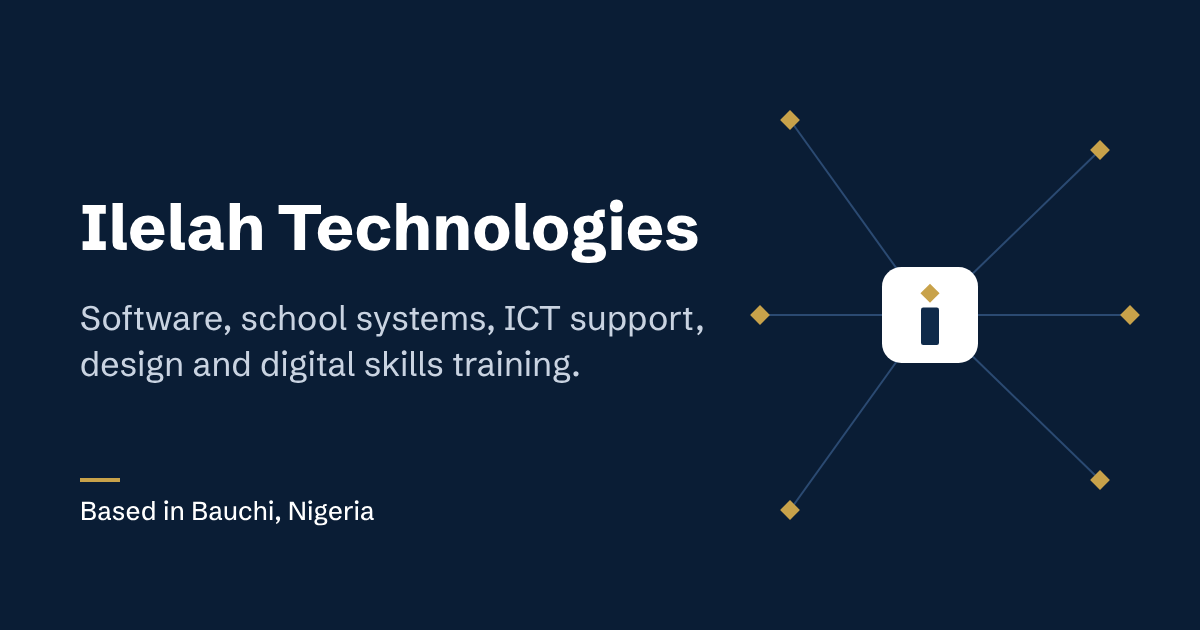 Ilelah Technologies
Software, school systems, ICT support,
design and digital skills training.
Based in Bauchi, Nigeria
i